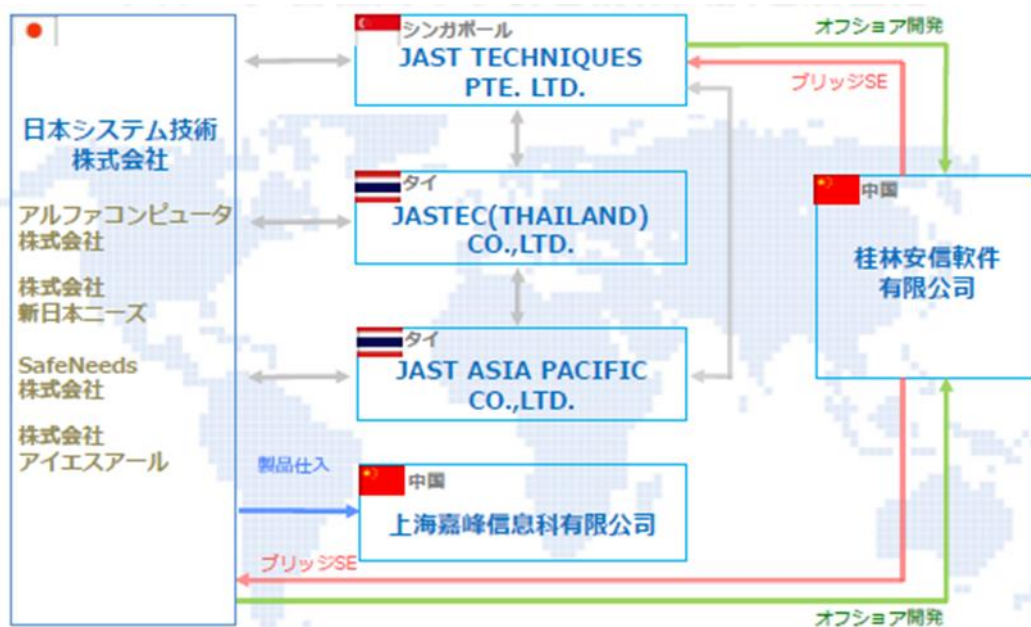 日本システム技術
株式会社
アルファコンピュータ
株式会社
株式会社
新日本ニーズ
SafeNeeds
株式会社
株式会社
アイエスアール
シンガポール
JAST TECHNIQUES
PTE. LTD.
タイ
JASTEC(THAILAND)
CO.,LTD.
タイ
JAST ASIA PACIFIC
CO.,LTD.
製品仕入
中国
上海嘉峰信息科有限公司
オフショア開発
ブリッジSE
中国
桂林安信軟件
有限公司
ブリッジSE
オフショア開発